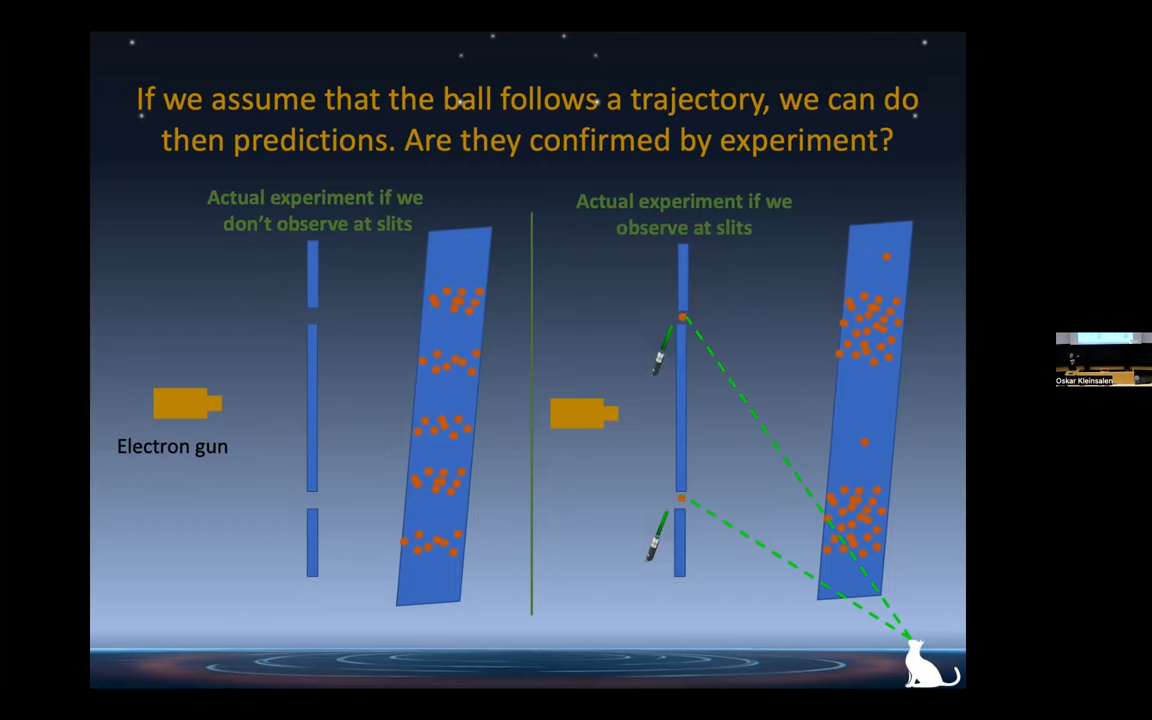 If we assume that the ball follows a trajectory, we can do
then predictions. Are they confirmed by experiment?
Actual experiment if we
don't observe at slits
Actual experiment if we
observe at slits
Electron gun
Oskar Kleinsalen